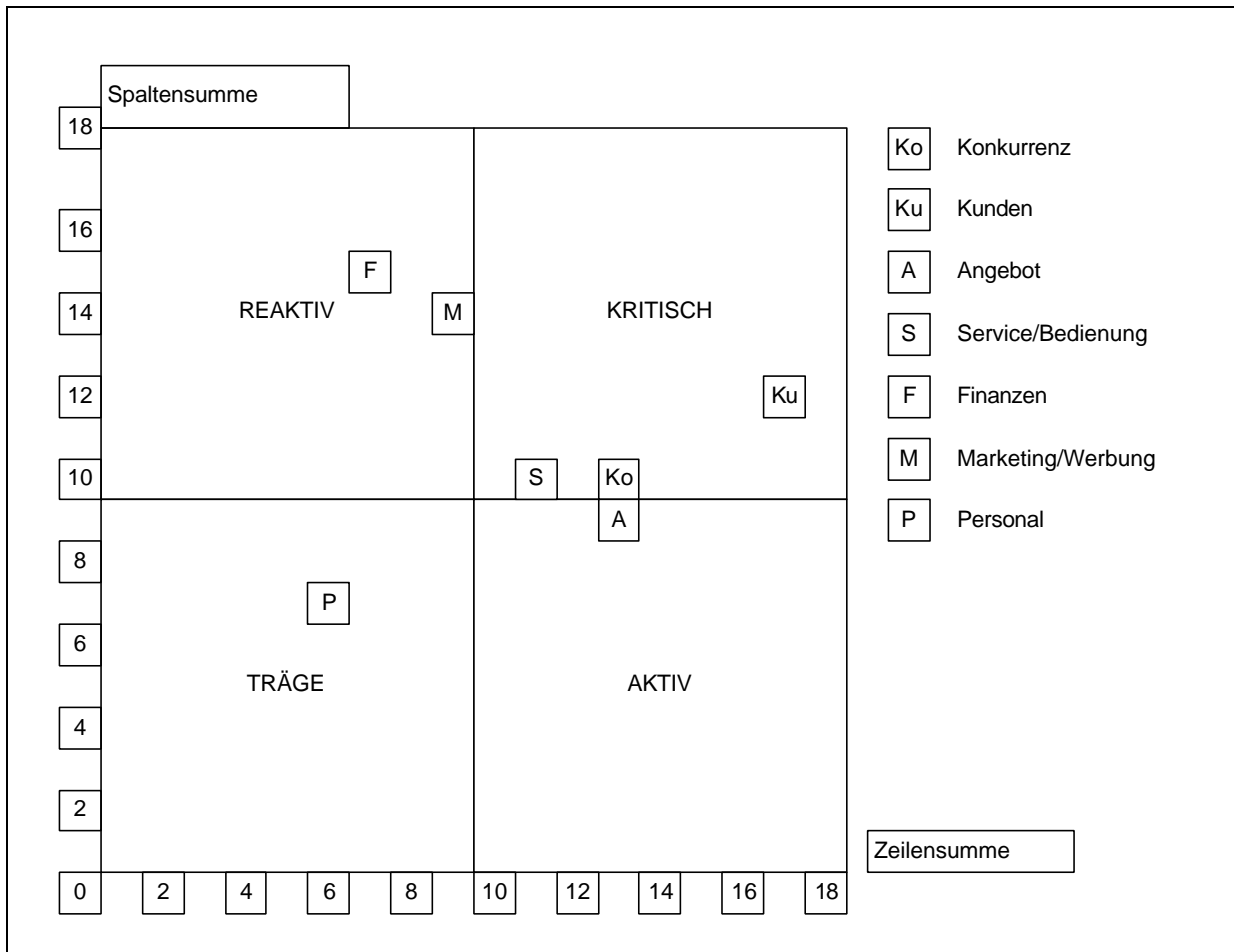 Spaltensumme
18
Ko Konkurrenz
Ku Kunden
16
F
A Angebot
14
REAKTIV
M
KRITISCH
S Service/Bedienung
12
Ku
F Finanzen
10
S
Ko
M Marketing/Werbung
A
P Personal
8
P
6
TRÄGE
AKTIV
4
2
Zeilensumme
0 2 4 6 8 10 12 14 16 18